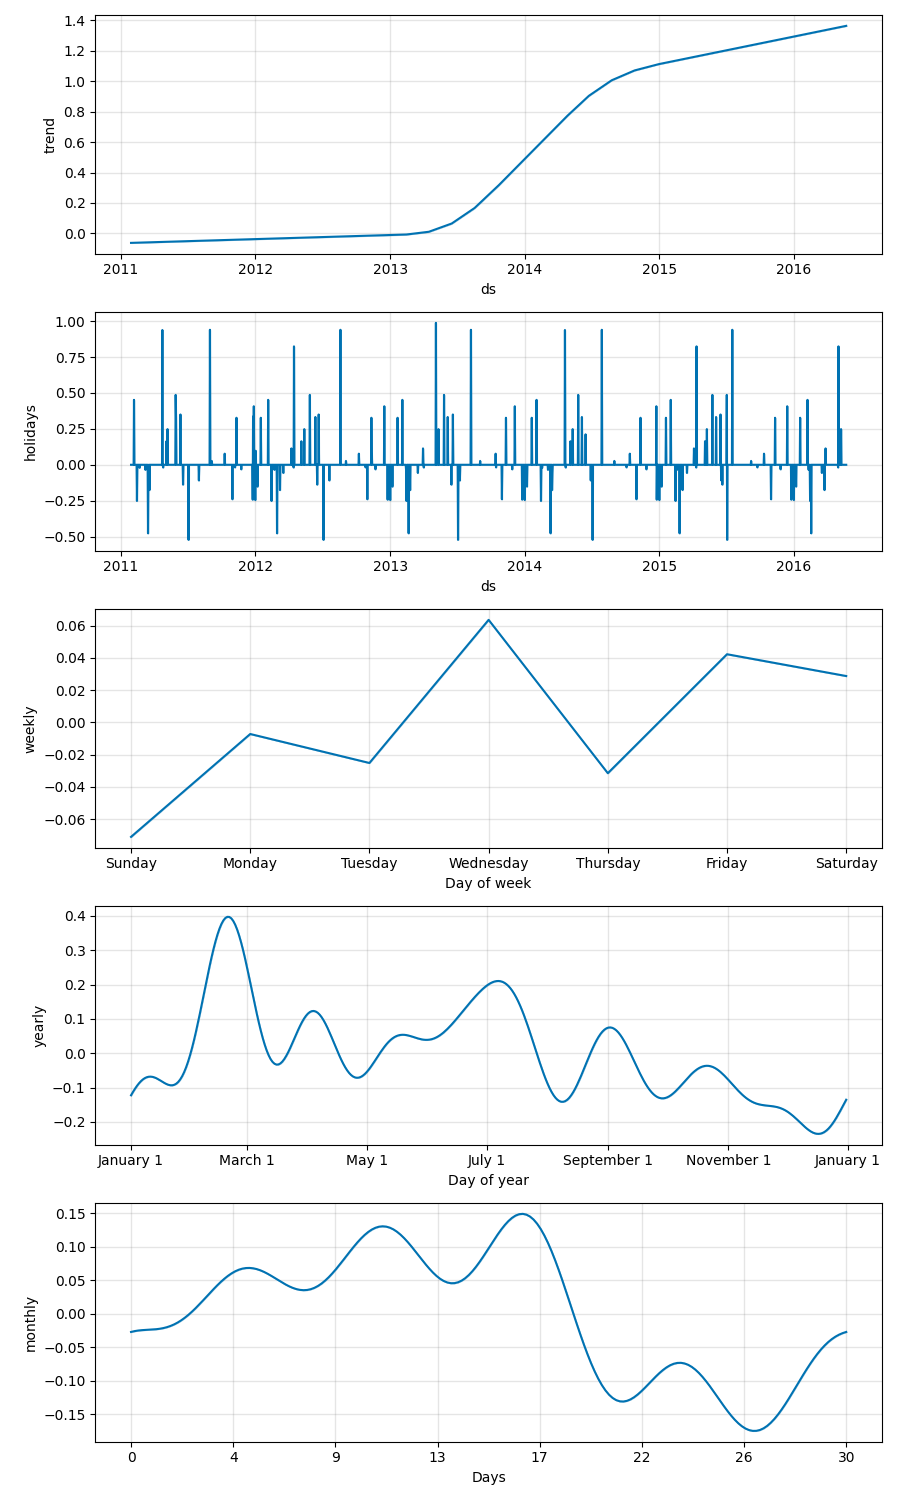 1.4
1.2
1.0
0.8
0.6
0.4
0.2
0.0
trend
2011 2012 2013 2014 2015 2016
ds
1.00
0.75
0.50
0.25
0.00
−0.25
−0.50
holidays
2011 2012 2013 2014 2015 2016
ds
0.06
0.04
0.02
0.00
−0.02
−0.04
−0.06
weekly
Sunday Monday Tuesday Wednesday Thursday Friday Saturday
Day of week
0.4
0.3
0.2
0.1
0.0
−0.1
−0.2
yearly
January 1 March 1 May 1 July 1 September 1 November 1 January 1
Day of year
0.15
0.10
0.05
0.00
−0.05
−0.10
−0.15
monthly
0 4 9 13 17 22 26 30
Days